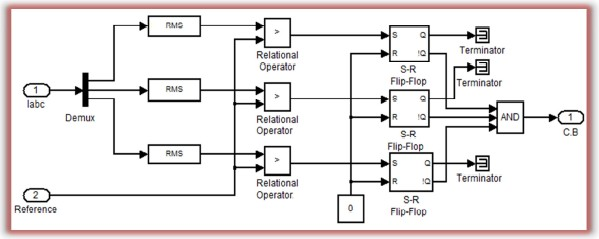 RMS
>
Relational
Operator
S Q
R !Q
S-R
Flip-Flop
Terminator
1
Iabc
Demux
RMS
>
Relational
Operator
S Q
R !Q
S-R
Flip-Flop
Terminator
AND
1
C.B
RMS
>
Relational
Operator
S Q
R !Q
S-R
Flip-Flop
Terminator
2
Reference
0